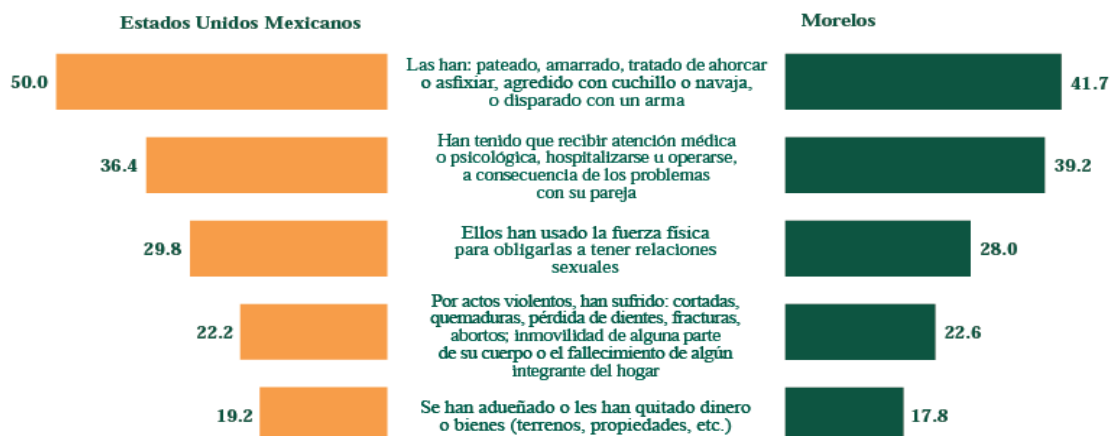 Estados Unidos Mexicanos
Morelos
50.0
Las han: pateado, amarrado, tratado de ahorcar
o asfixiar, agredido con cuchillo o navaja,
o disparado con un arma
41.7
36.4
Han tenido que recibir atención médica
o psicológica, hospitalizarse u operarse,
a consecuencia de los problemas
con su pareja
39.2
29.8
Ellos han usado la fuerza física
para obligarlas a tener relaciones
sexuales
28.0
22.2
Por actos violentos, han sufrido: cortadas,
quemaduras, pérdida de dientes, fracturas,
abortos; inmovilidad de alguna parte
de su cuerpo o el fallecimiento de algún
integrante del hogar
22.6
19.2
Se han adueñado o les han quitado dinero
o bienes (terrenos, propiedades, etc.)
17.8